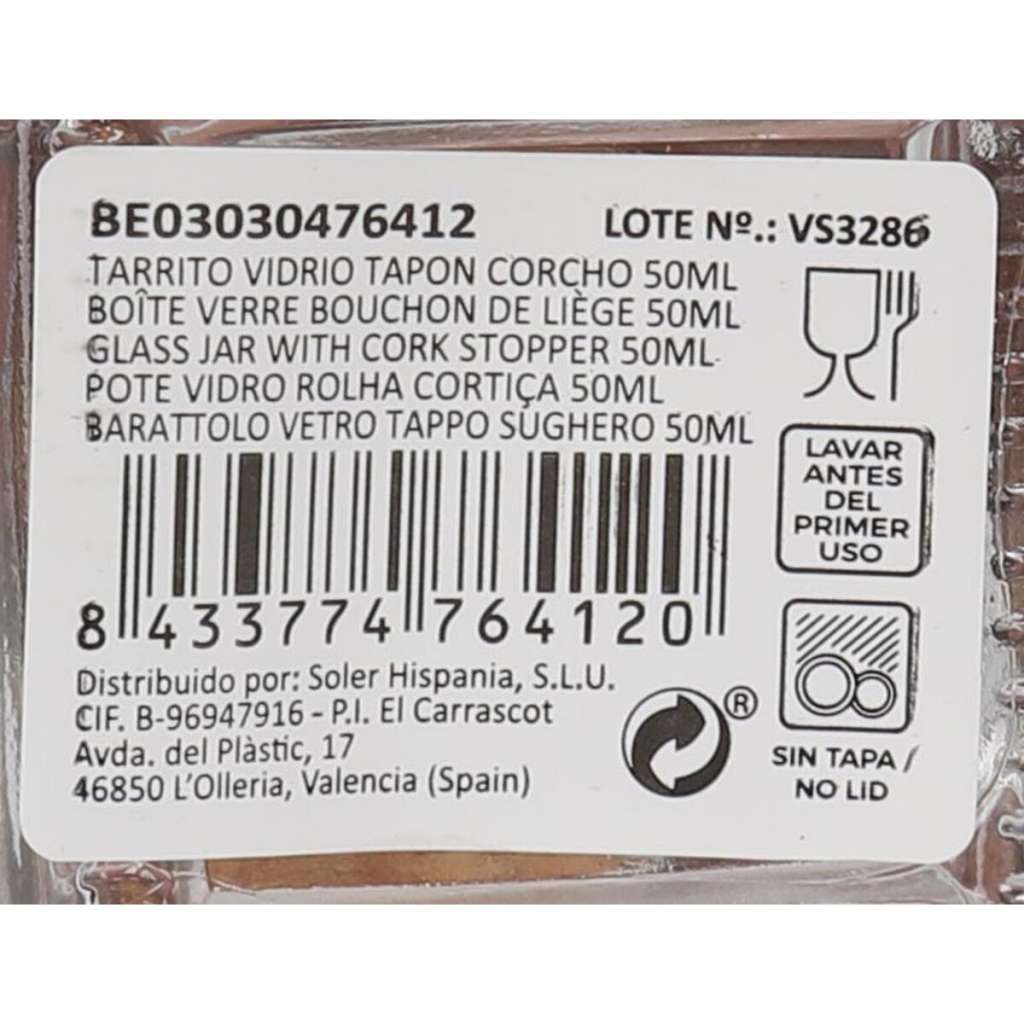 BE03030476412 LOTE Nº.: VS3286
TARRITO VIDRIO TAPON CORCHO 50ML
BOÎTE VERRE BOUCHON DE LIÈGE 50ML
GLASS JAR WITH CORK STOPPER 50ML
POTE VIDRO ROLHA CORTIÇA 50ML
BARATTOLO VETRO TAPPO SUGHERO 50ML
LAVAR
ANTES
DEL
PRIMER
USO
8 433774 764120
Distribuido por: Soler Hispania, S.L.U.
CIF. B-96947916 - P.I. El Carrascot
Avda. del Plàstic, 17
46850 L'Olleria, Valencia (Spain)
®
SIN TAPA /
NO LID